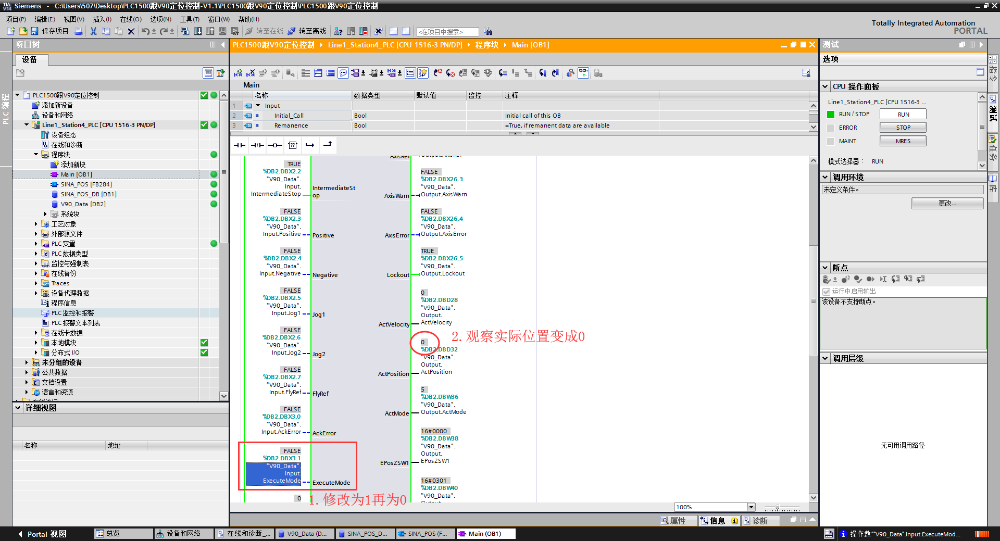 Siemens - C:\Users\507\Desktop\PLC1500跟V90定位控制-V1.1\PLC1500跟V90定位控制\PLC1500跟V90定位控制
TIA V14
项目(P) 编辑(E) 视图(V) 插入(I) 在线(O) 选项(N) 工具(T) 窗口(W) 帮助(H)
Totally Integrated Automation
PORTAL
保存项目 转至在线 转至离线 <在项目中搜索>
项目树
PLC1500跟V90定位控制 Line1_Station4_PLC [CPU 1516-3 PN/DP] 程序块 Main [OB1]
测试
设备
选项
PLC 编程
PLC1500跟V90定位控制
添加新设备
设备和网络
Line1_Station4_PLC [CPU 1516-3 PN/DP]
设备组态
在线和诊断
程序块
添加新块
Main [OB1]
SINA_POS [FB284]
SINA_POS_DB [DB1]
V90_Data [DB2]
系统块
工艺对象
外部源文件
PLC 变量
PLC 数据类型
监控与强制表
在线备份
Traces
设备代理数据
程序信息
PLC 监控和报警
PLC 报警文本列表
在线卡数据
本地模块
分布式 I/O
未分组的设备
公共数据
文档设置
语言和资源
详细视图
名称 地址
Main
名称 数据类型 默认值 监控 注释
1 Input
2 Initial_Call Bool Initial call of this OB
3 Remanence Bool =True, if remanent data are available
TRUE
%DB2.DBX2.2
"V90_Data".
Input.
IntermediateStop
IntermediateSt
op
FALSE
%DB2.DBX2.3
"V90_Data".
Input.Positive
Positive
FALSE
%DB2.DBX2.4
"V90_Data".
Input.Negative
Negative
FALSE
%DB2.DBX2.5
"V90_Data".
Input.Jog1
Jog1
FALSE
%DB2.DBX2.6
"V90_Data".
Input.Jog2
Jog2
FALSE
%DB2.DBX2.7
"V90_Data".
Input.FlyRef
FlyRef
FALSE
%DB2.DBX3.0
"V90_Data".
Input.AckError
AckError
FALSE
%DB2.DBX3.1
"V90_Data".
Input.
ExecuteMode
ExecuteMode
0
1.修改为1再为0
AxisRef
Output.AxisRef
FALSE
%DB2.DBX26.3
"V90_Data".
AxisWarn
Output.AxisWarn
FALSE
%DB2.DBX26.4
"V90_Data".
AxisError
Output.AxisError
TRUE
%DB2.DBX26.5
"V90_Data".
Lockout
Output.Lockout
0
%DB2.DBD28
"V90_Data".
Output.
ActVelocity
ActVelocity
2.观察实际位置变成0
0
%DB2.DBD32
"V90_Data".
Output.
ActPosition
ActPosition
5
%DB2.DBW36
"V90_Data".
ActMode
Output.ActMode
16#0000
%DB2.DBW38
"V90_Data".
Output.
EPosZSW1
EPosZSW1
16#0301
%DB2.DBW40
"V90_Data".
Output.
100%
属性 信息 诊断
CPU 操作面板
Line1_Station4_PLC [CPU 1516-3 ...
RUN / STOP RUN
ERROR STOP
MAINT MRES
模式选择器： RUN
调用环境
未定义条件。
更改...
断点
运行中启用输出
该设备不支持断点。
调用层级
无可用调用路径
指令
测试
任务
库
Portal 视图
总览
设备和网络
在线和诊断_...
V90_Data (D...
SINA_POS_D...
SINA_POS (F...
Main (OB1)
操作数“"V90_Data".Input.ExecuteMod...